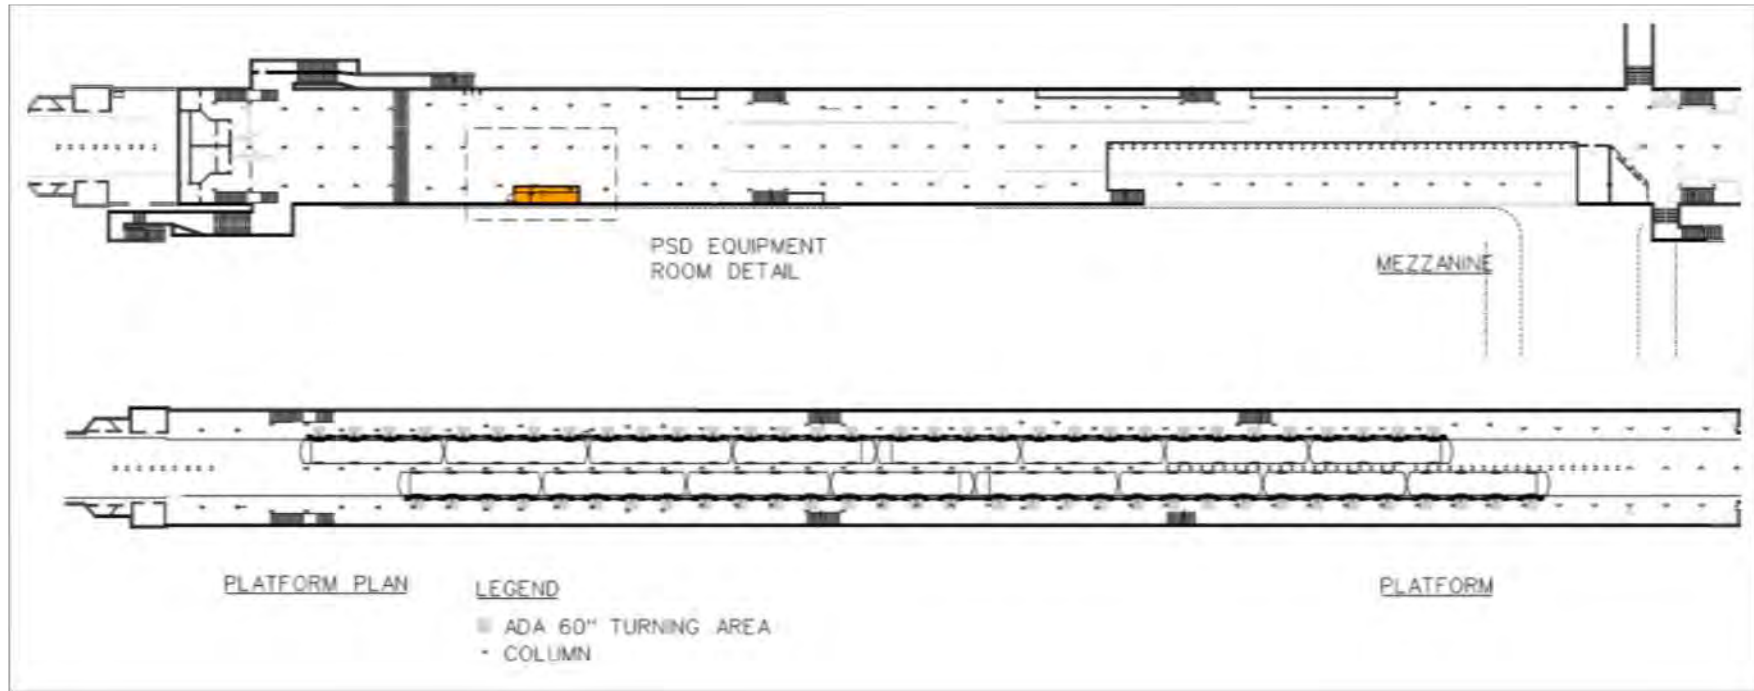 PSD EQUIPMENT
ROOM DETAIL
MEZZANINE
PLATFORM PLAN
LEGEND
ADA 60" TURNING AREA
COLUMN
PLATFORM